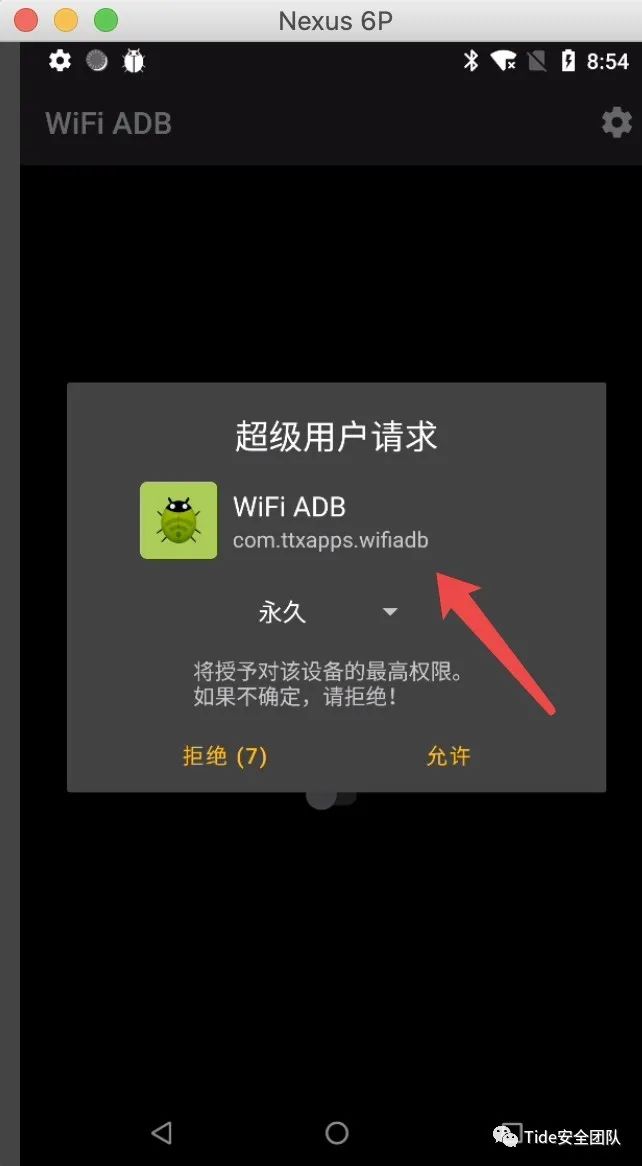 Nexus 6P
8:54
WiFi ADB
超级用户请求
WiFi ADB
com.ttxapps.wifiadb
永久
将授予对该设备的最高权限。
如果不确定，请拒绝！
拒绝 (7)
允许
Tide安全团队